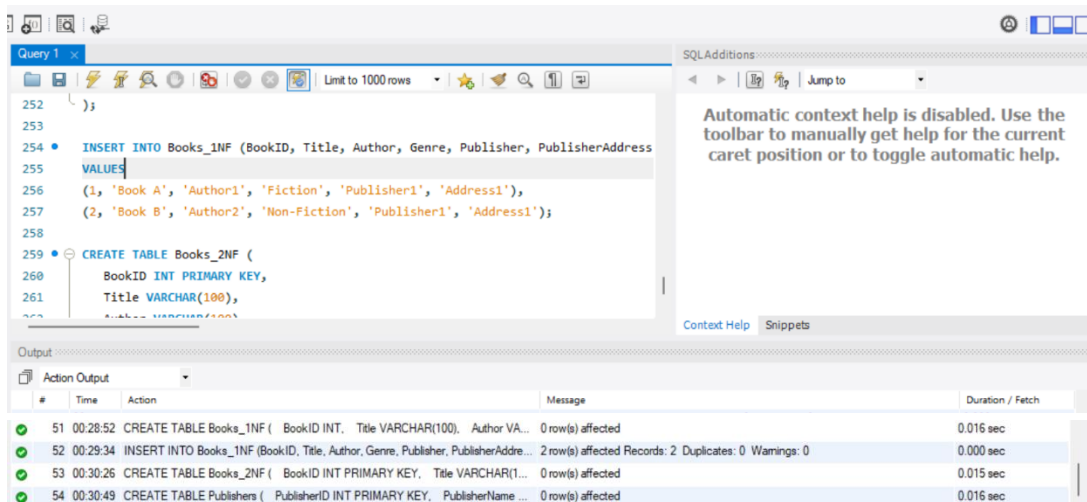 Query 1
SQLAdditions
Limit to 1000 rows
Jump to
252 );
253
254 INSERT INTO Books_1NF (BookID, Title, Author, Genre, Publisher, PublisherAddress
255 VALUES
256 (1, 'Book A', 'Author1', 'Fiction', 'Publisher1', 'Address1'),
257 (2, 'Book B', 'Author2', 'Non-Fiction', 'Publisher1', 'Address1');
258
259 CREATE TABLE Books_2NF (
260 BookID INT PRIMARY KEY,
261 Title VARCHAR(100),
262 Author VARCHAR(100)
Automatic context help is disabled. Use the
toolbar to manually get help for the current
caret position or to toggle automatic help.
Context Help Snippets
Output
Action Output
# Time Action Message Duration / Fetch
51 00:28:52 CREATE TABLE Books_1NF ( BookID INT, Title VARCHAR(100), Author VA... 0 row(s) affected 0.016 sec
52 00:29:34 INSERT INTO Books_1NF (BookID, Title, Author, Genre, Publisher, PublisherAddre... 2 row(s) affected Records: 2 Duplicates: 0 Warnings: 0 0.000 sec
53 00:30:26 CREATE TABLE Books_2NF ( BookID INT PRIMARY KEY, Title VARCHAR(1... 0 row(s) affected 0.015 sec
54 00:30:49 CREATE TABLE Publishers ( PublisherID INT PRIMARY KEY, PublisherName ... 0 row(s) affected 0.016 sec